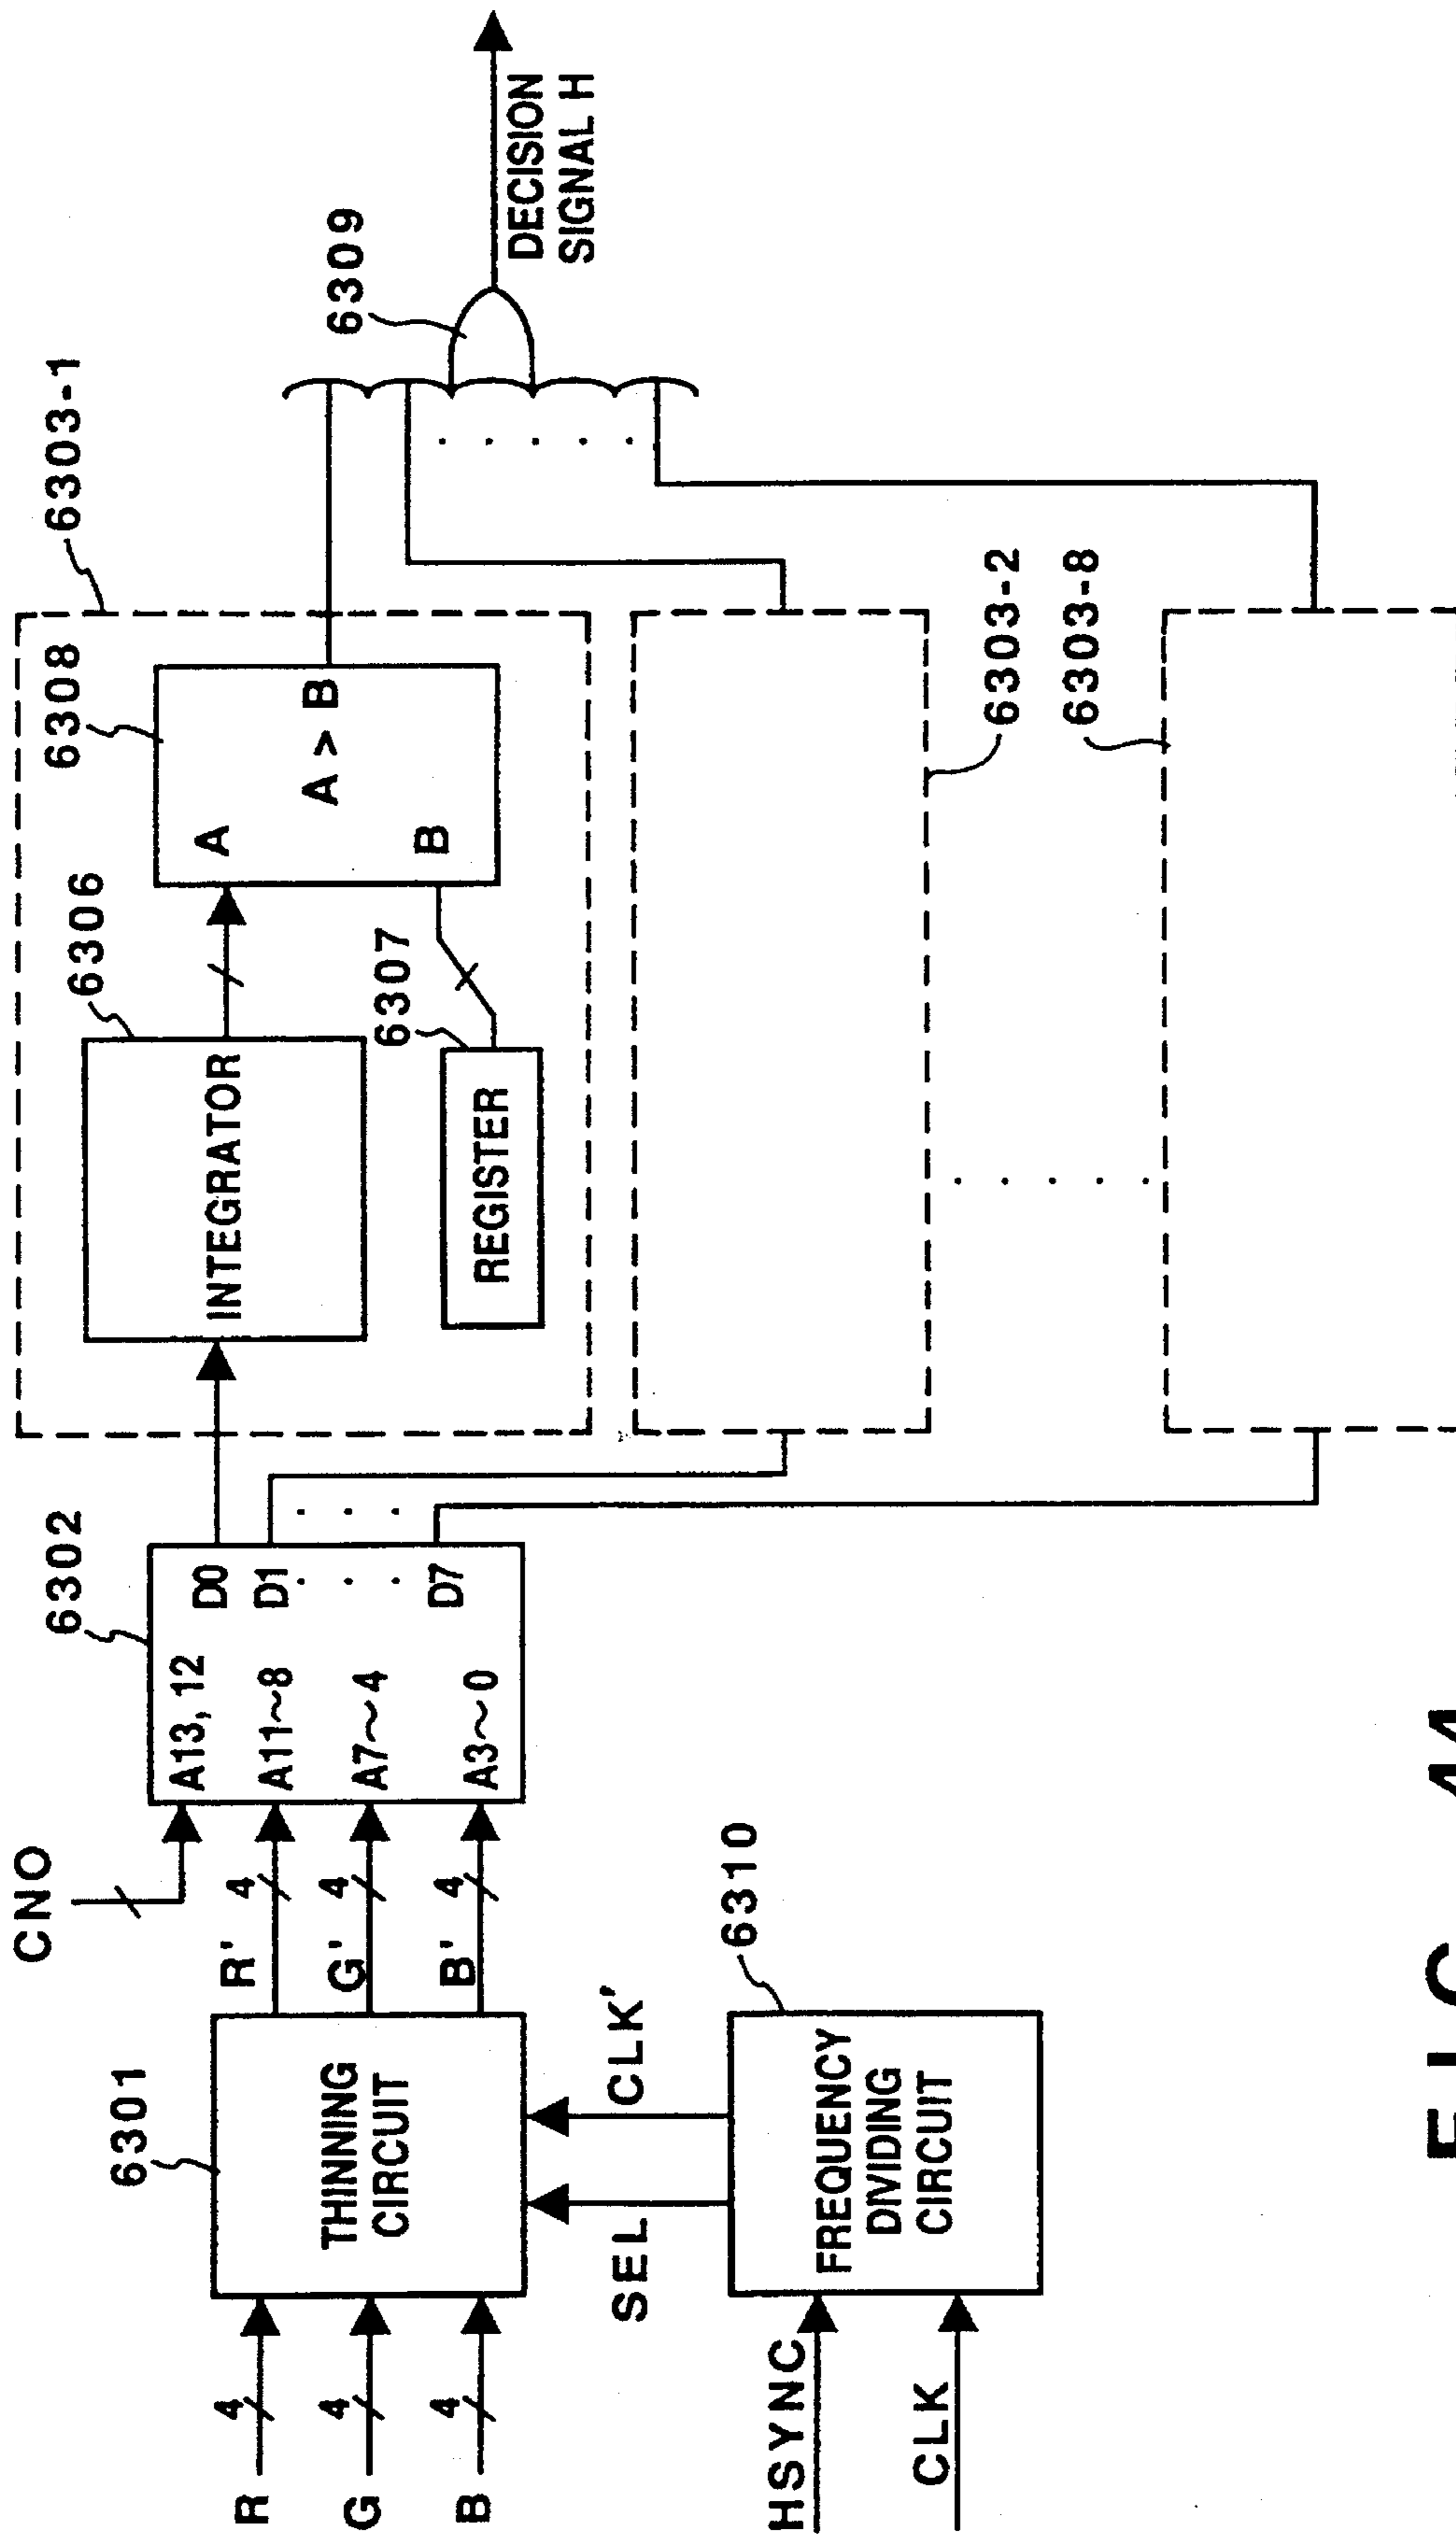 R
4
G
4
B
4
HSYNC
CLK
6301
THINNING
CIRCUIT
SEL
CLK'
6310
FREQUENCY
DIVIDING
CIRCUIT
CNO
R'
4
G'
4
B'
4
6302
A13, 12
A11~8
A7~4
A3~0
D0
D1
D7
6303-1
6306
INTEGRATOR
6307
REGISTER
6308
A
B
A > B
6303-2
6303-8
6309
DECISION
SIGNAL H